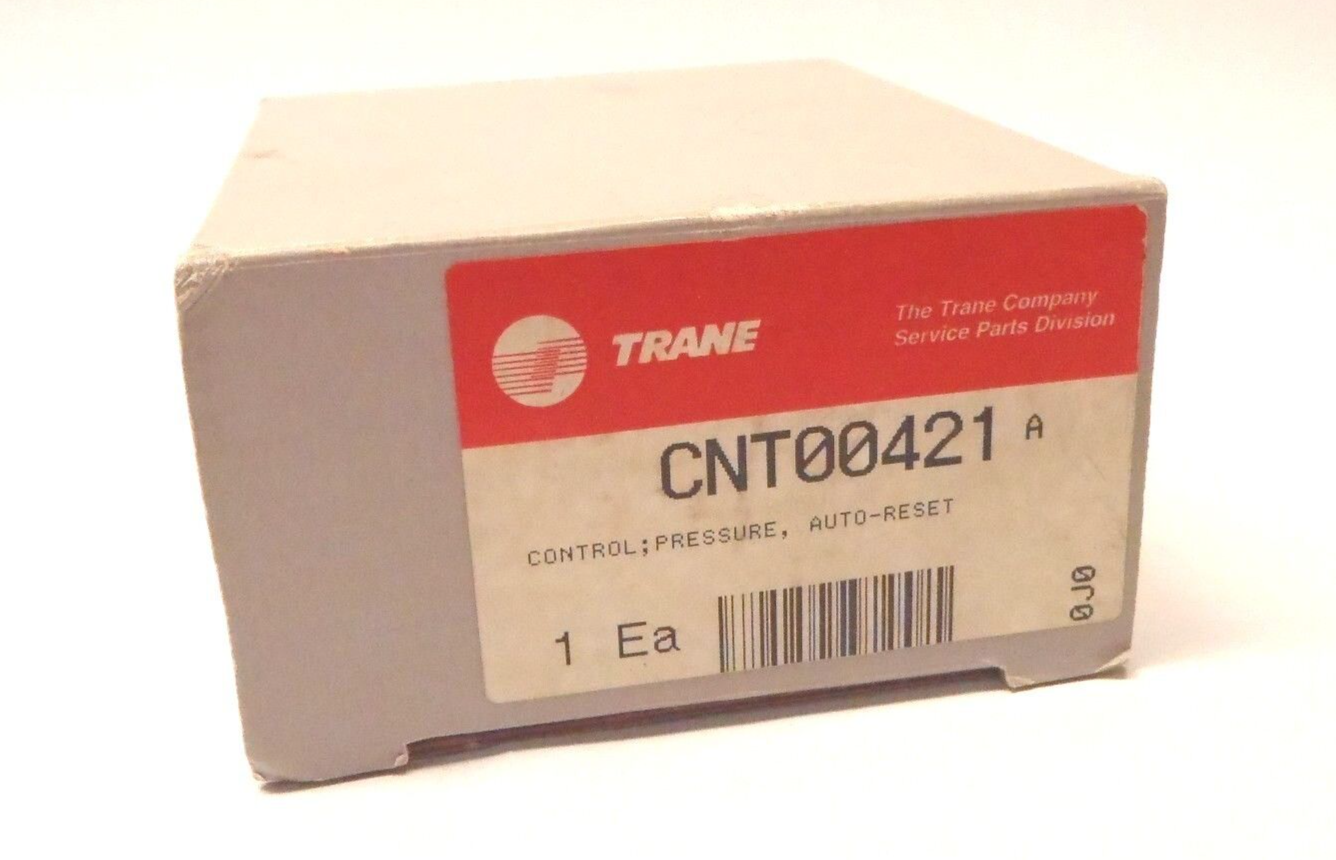 TRANE
The Trane Company
Service Parts Division
CNT00421 A
CONTROL;PRESSURE, AUTO-RESET
1 Ea
0J0